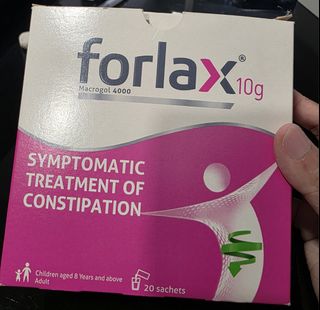 forlax®
10g
Macrogol 4000
SYMPTOMATIC
TREATMENT OF
CONSTIPATION
Children aged 8 Years and above
Adult
20 sachets